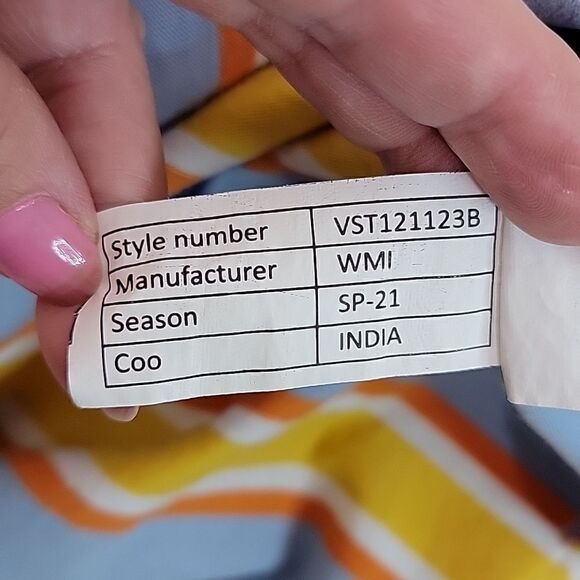 Style number VST121123B
Manufacturer WMI
Season SP-21
Coo INDIA